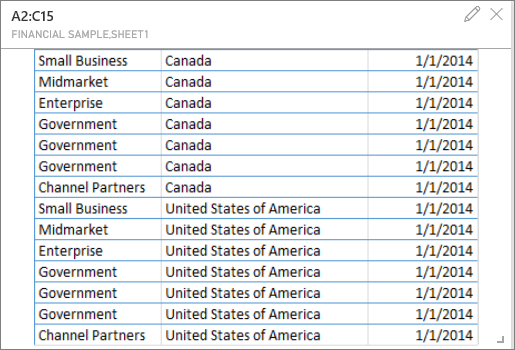 A2:C15
FINANCIAL SAMPLE,SHEET1
Small Business Canada 1/1/2014
Midmarket Canada 1/1/2014
Enterprise Canada 1/1/2014
Government Canada 1/1/2014
Government Canada 1/1/2014
Government Canada 1/1/2014
Channel Partners Canada 1/1/2014
Small Business United States of America 1/1/2014
Midmarket United States of America 1/1/2014
Enterprise United States of America 1/1/2014
Government United States of America 1/1/2014
Government United States of America 1/1/2014
Government United States of America 1/1/2014
Channel Partners United States of America 1/1/2014